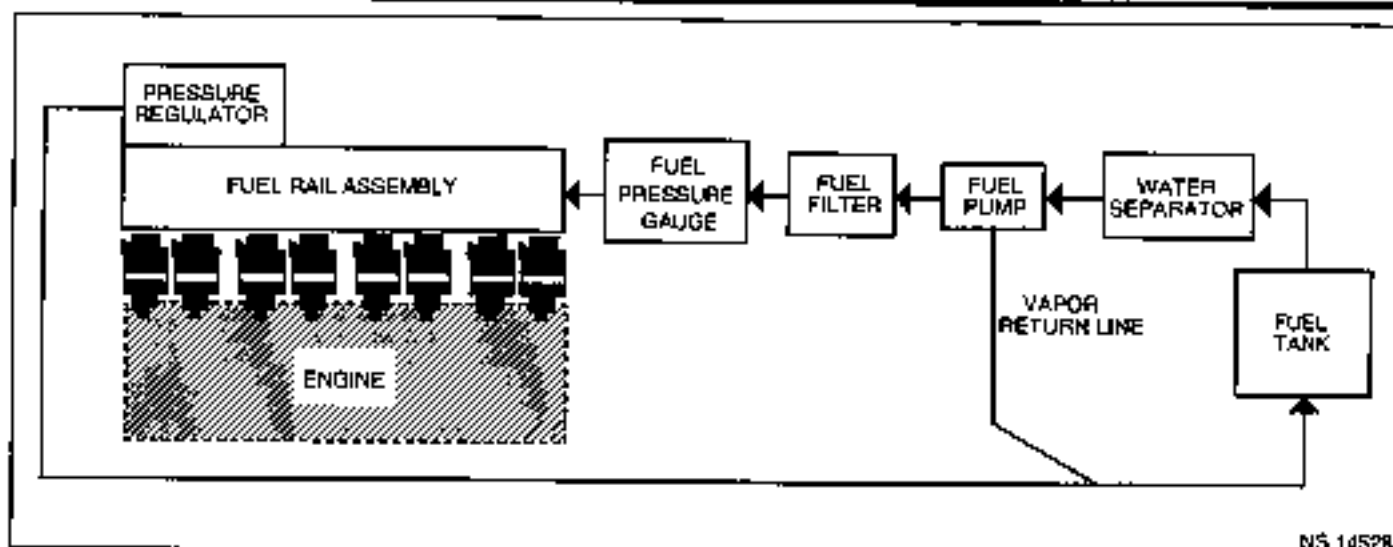 PRESSURE
REGULATOR
FUEL RAIL ASSEMBLY
FUEL
PRESSURE
GAUGE
FUEL
FILTER
FUEL
PUMP
WATER
SEPARATOR
VAPOR
RETURN LINE
FUEL
TANK
ENGINE
NS 14528